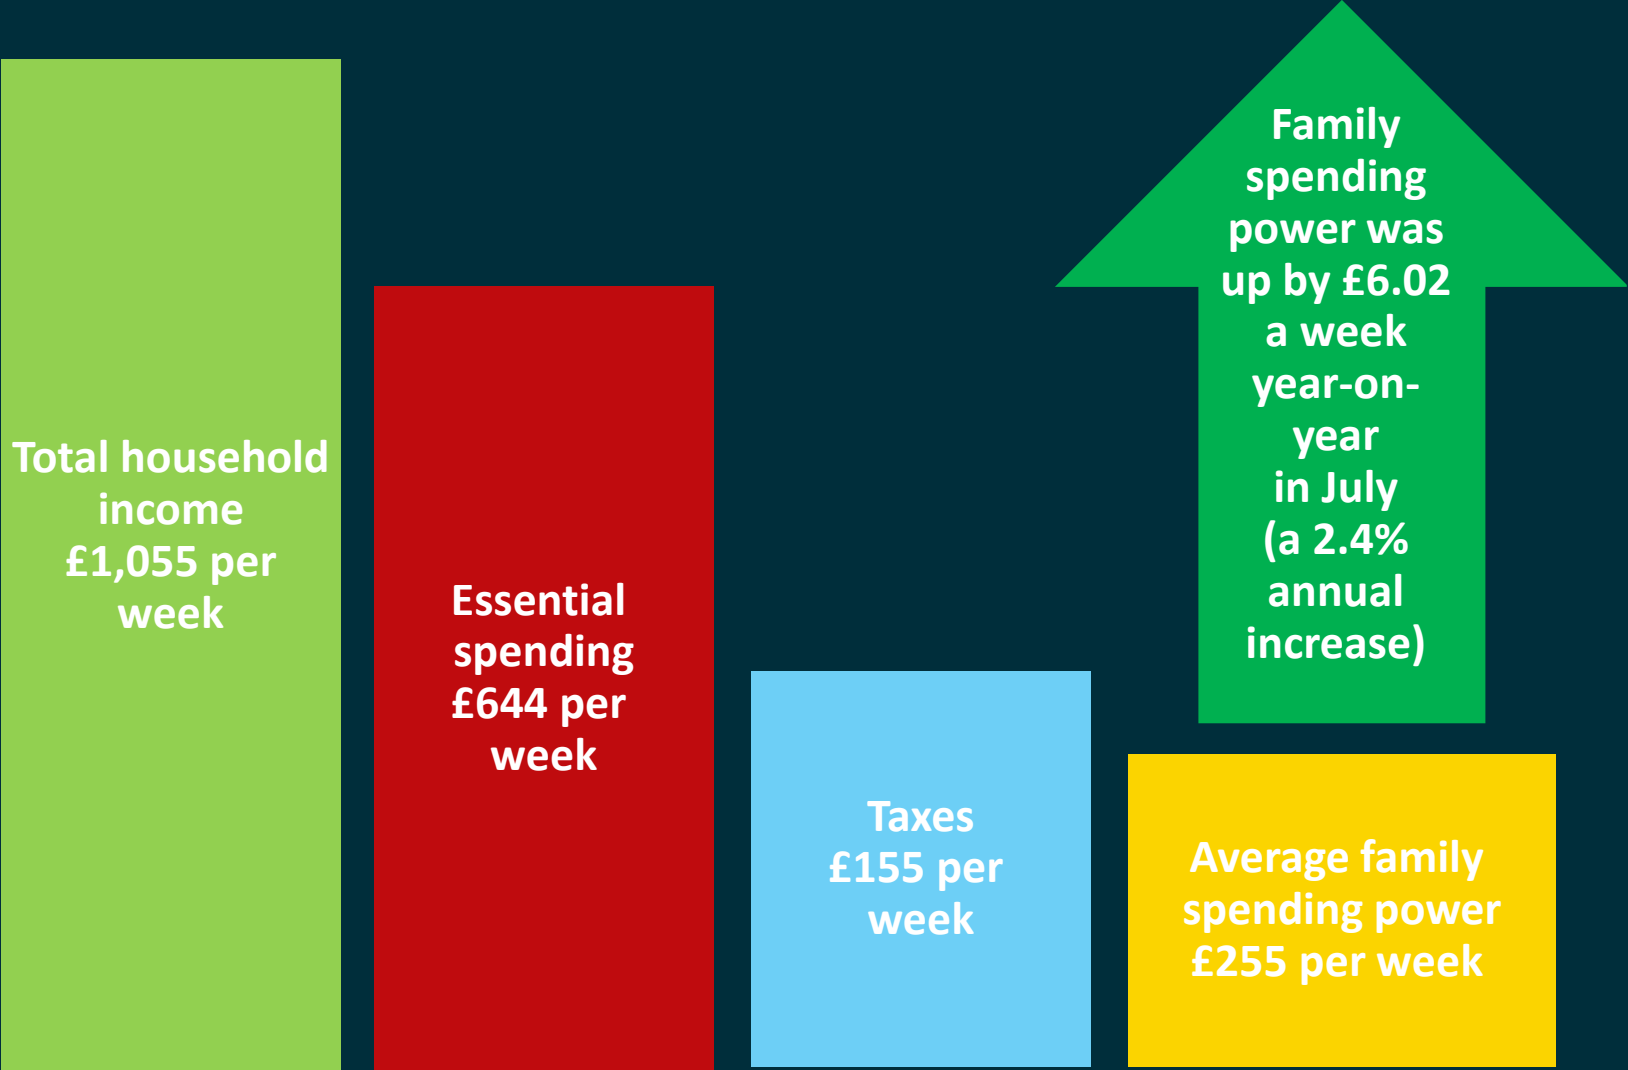 Total household
income
£1,055 per
week
Essential
spending
£644 per
week
Taxes
£155 per
week
Family
spending
power was
up by £6.02
a week
year-on-
year
in July
(a 2.4%
annual
increase)
Average family
spending power
£255 per week